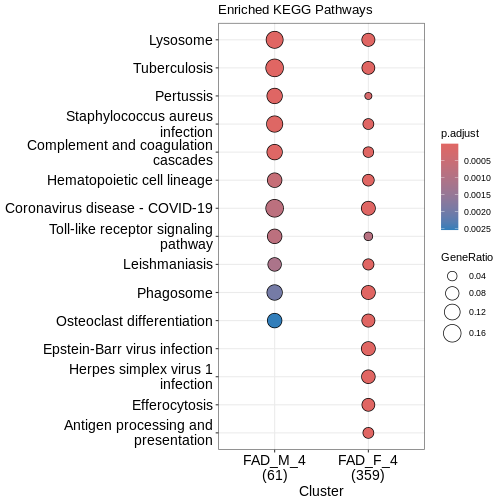 Enriched KEGG Pathways
Lysosome
Tuberculosis
Pertussis
Staphylococcus aureus
infection
Complement and coagulation
cascades
Hematopoietic cell lineage
Coronavirus disease - COVID-19
Toll-like receptor signaling
pathway
Leishmaniasis
Phagosome
Osteoclast differentiation
Epstein-Barr virus infection
Herpes simplex virus 1
infection
Efferocytosis
Antigen processing and
presentation
FAD_M_4
(61)
FAD_F_4
(359)
Cluster
p.adjust
0.0005
0.0010
0.0015
0.0020
0.0025
GeneRatio
0.04
0.08
0.12
0.16